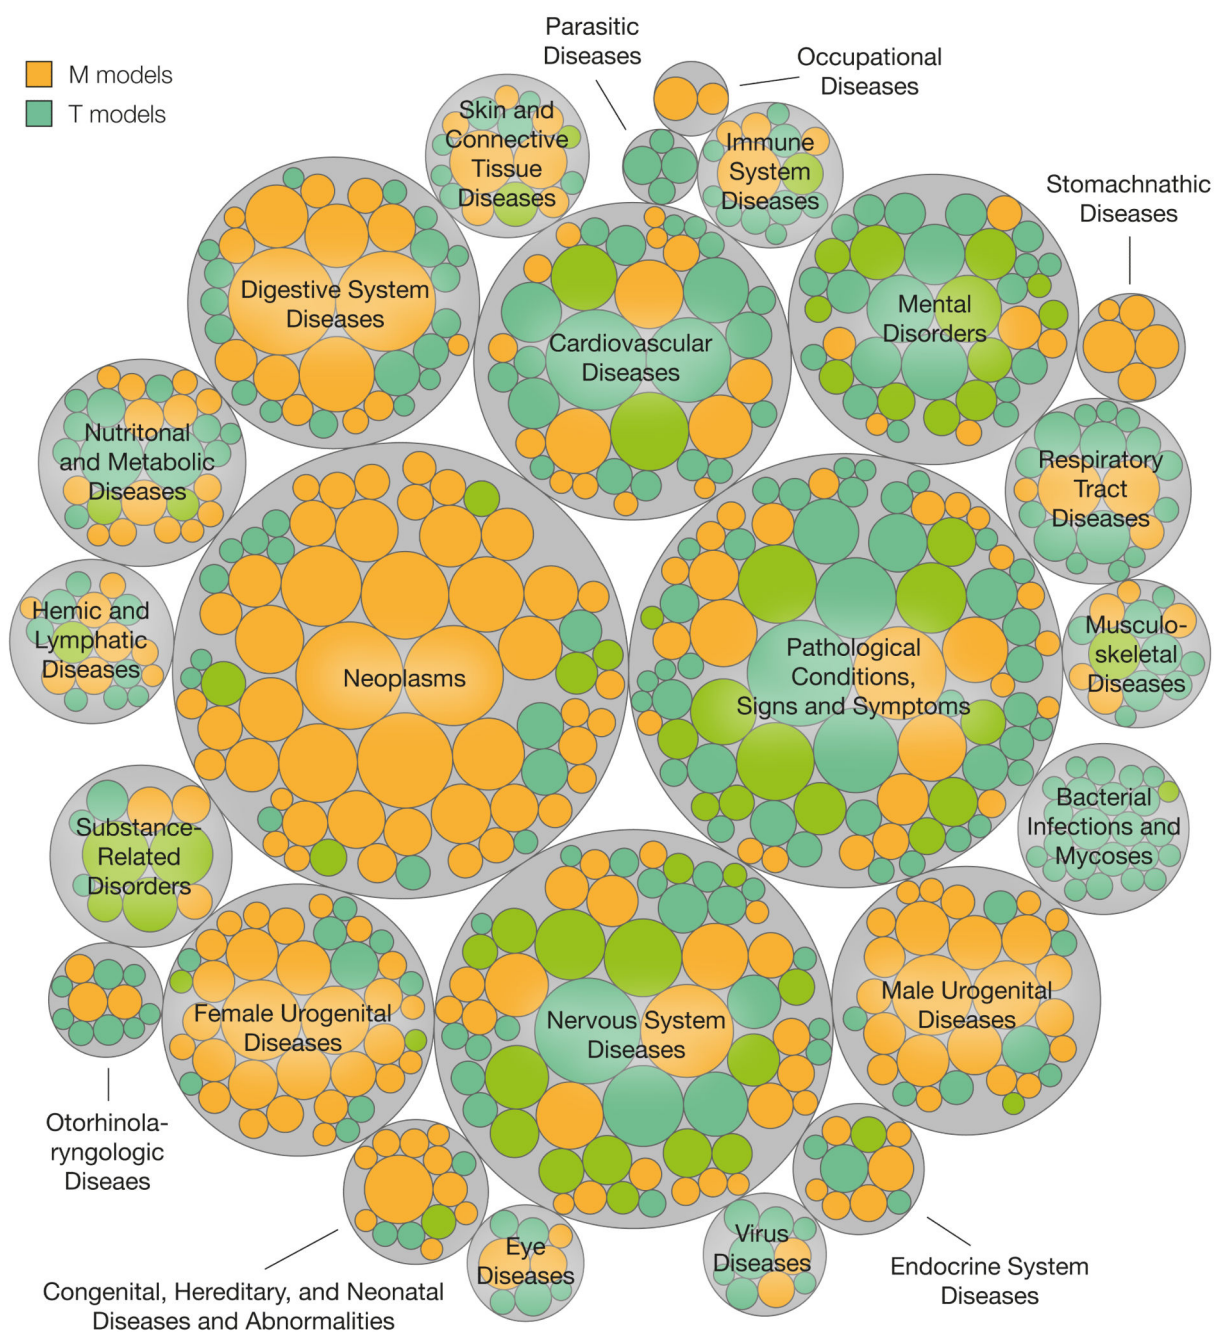 Parasitic
Diseases
Occupational
Diseases
M models
T models
Skin and
Connective
Tissue
Diseases
Immune
System
Diseases
Stomachnathic
Diseases
Digestive System
Diseases
Cardiovascular
Diseases
Mental
Disorders
Nutritonal
and Metabolic
Diseases
Respiratory
Tract
Diseases
Hemic and
Lymphatic
Diseases
Neoplasms
Pathological
Conditions,
Signs and Symptoms
Musculo-
skeletal
Diseases
Substance-
Related
Disorders
Bacterial
Infections and
Mycoses
Female Urogenital
Diseases
Nervous System
Diseases
Male Urogenital
Diseases
Otorhinola-
ryngologic
Diseaes
Eye
Diseases
Virus
Diseases
Endocrine System
Diseases
Congenital, Hereditary, and Neonatal
Diseases and Abnormalities